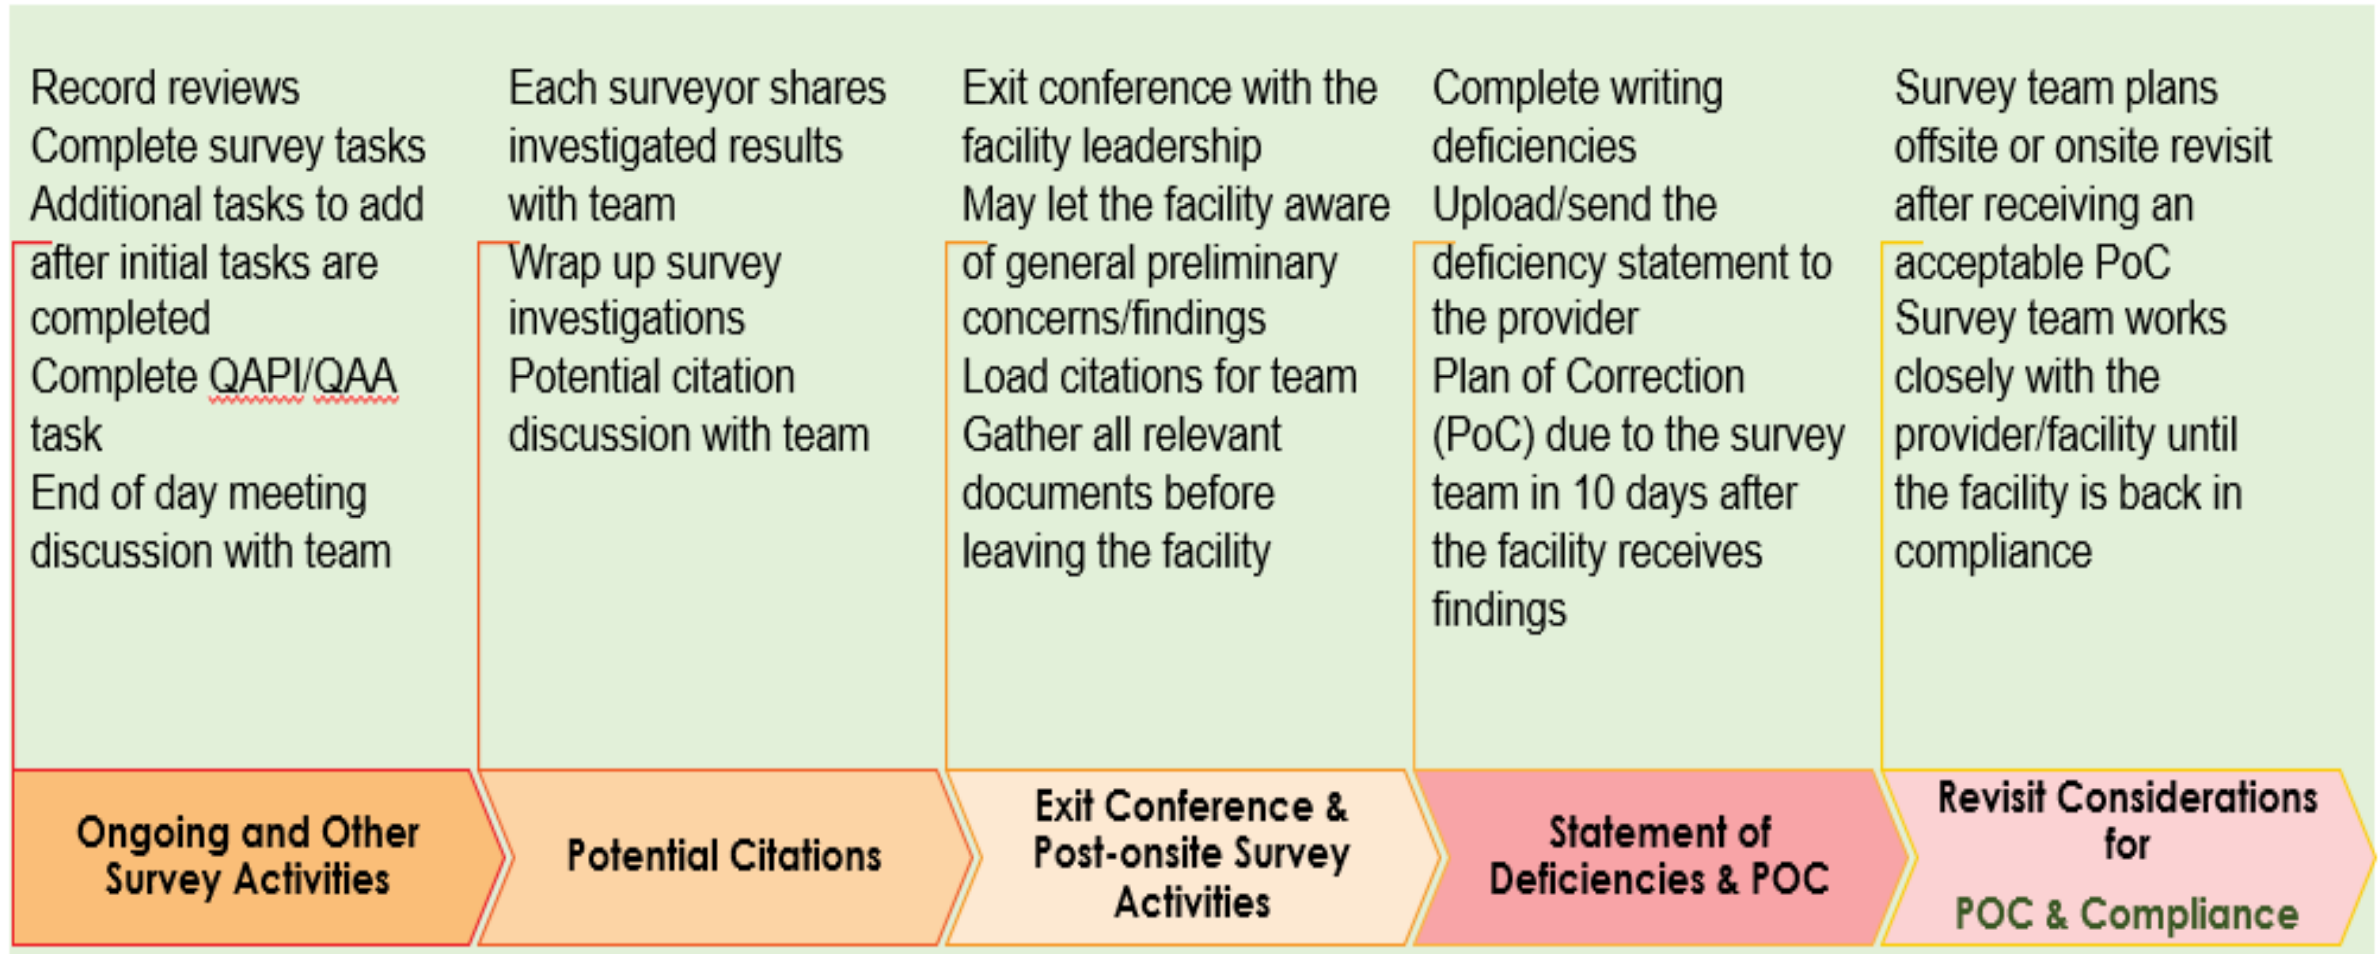 Record reviews
Complete survey tasks
Additional tasks to add
after initial tasks are
completed
Complete QAPI/QAA
task
End of day meeting
discussion with team
Each surveyor shares
investigated results
with team
Wrap up survey
investigations
Potential citation
discussion with team
Exit conference with the
facility leadership
May let the facility aware
of general preliminary
concerns/findings
Load citations for team
Gather all relevant
documents before
leaving the facility
Complete writing
deficiencies
Upload/send the
deficiency statement to
the provider
Plan of Correction
(PoC) due to the survey
team in 10 days after
the facility receives
findings
Survey team plans
offsite or onsite revisit
after receiving an
acceptable PoC
Survey team works
closely with the
provider/facility until
the facility is back in
compliance
Ongoing and Other
Survey Activities
Potential Citations
Exit Conference &
Post-onsite Survey
Activities
Statement of
Deficiencies & POC
Revisit Considerations
for
POC & Compliance